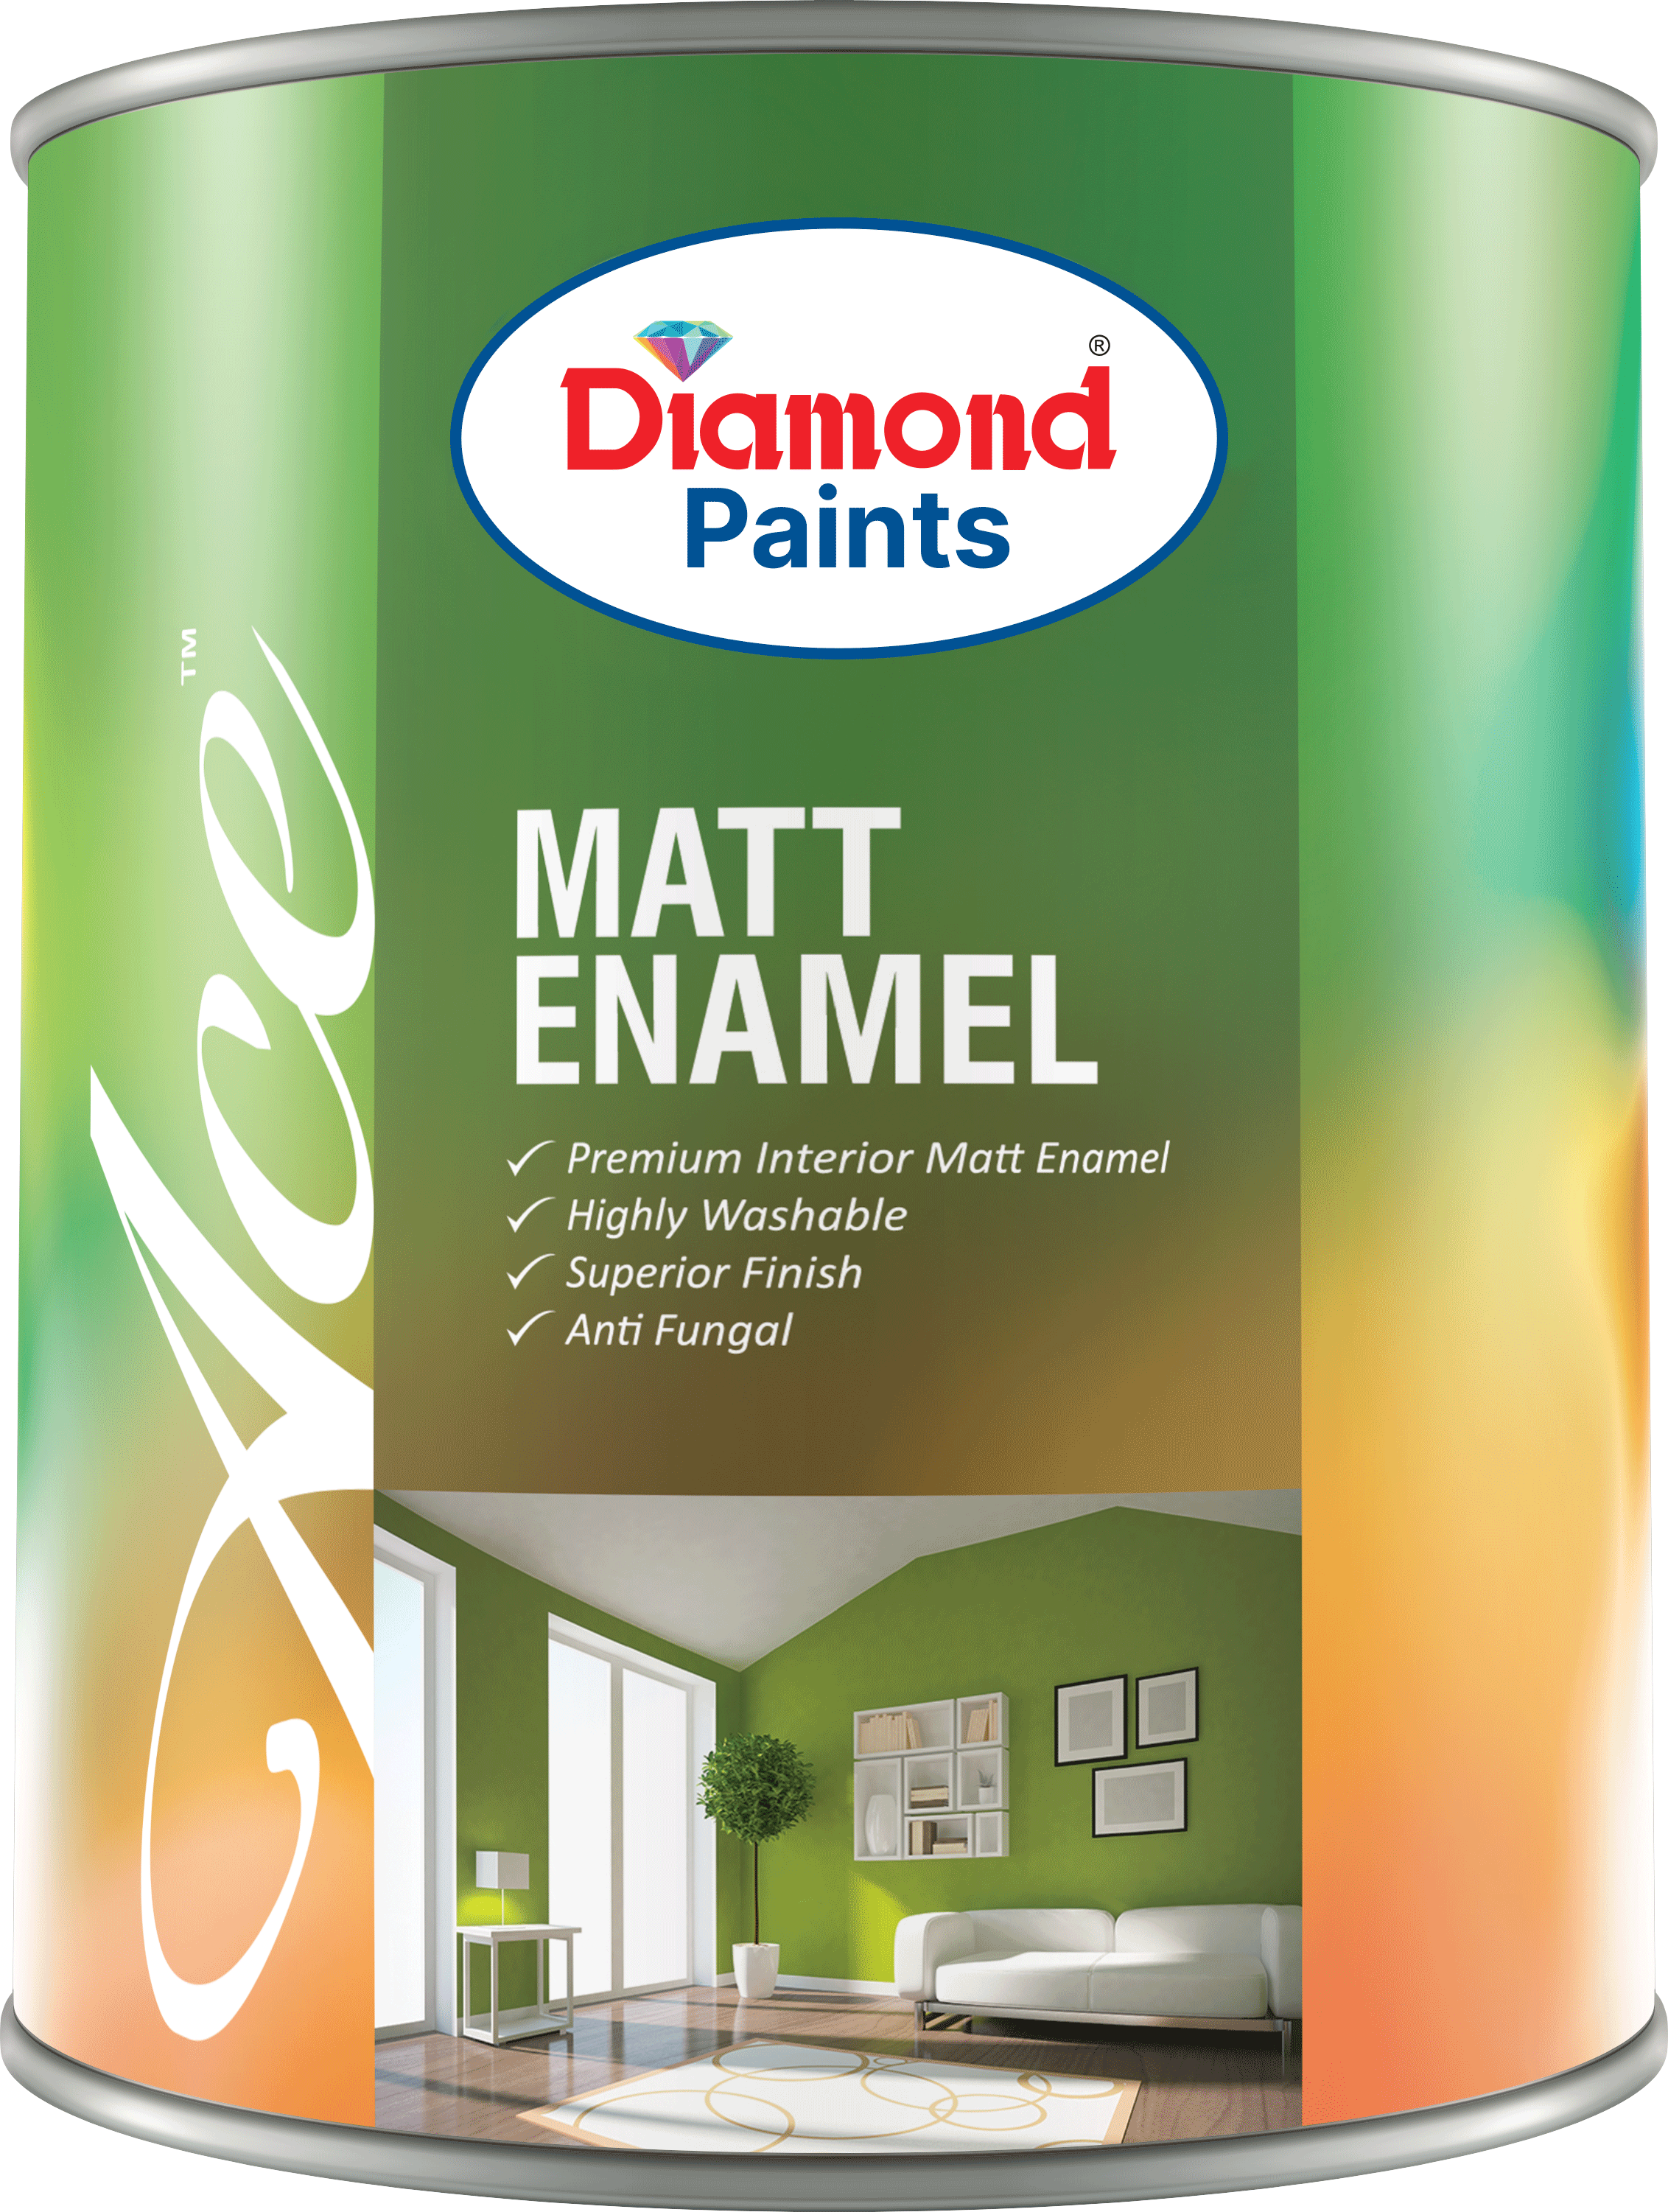 Diamond®
Paints
Ace™
MATT
ENAMEL
✓ Premium Interior Matt Enamel
✓ Highly Washable
✓ Superior Finish
✓ Anti Fungal